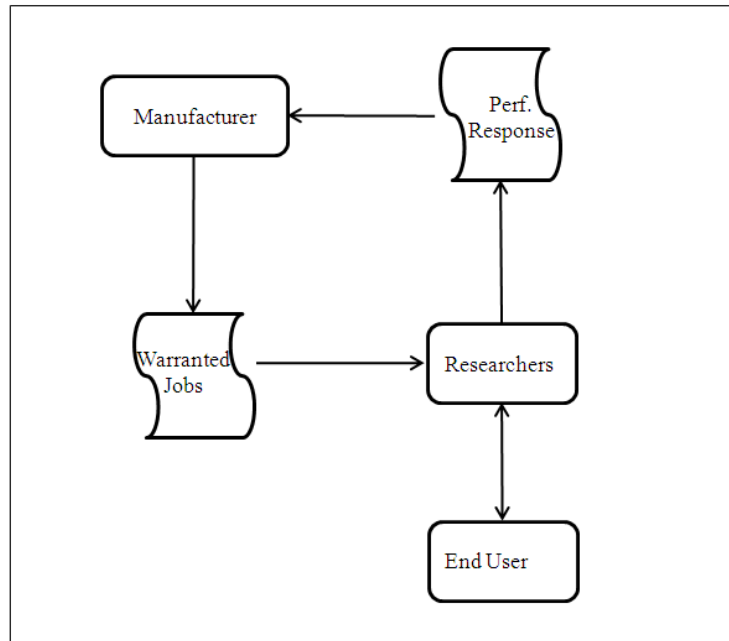 Manufacturer
Perf.
Response
Warranted
Jobs
Researchers
End User